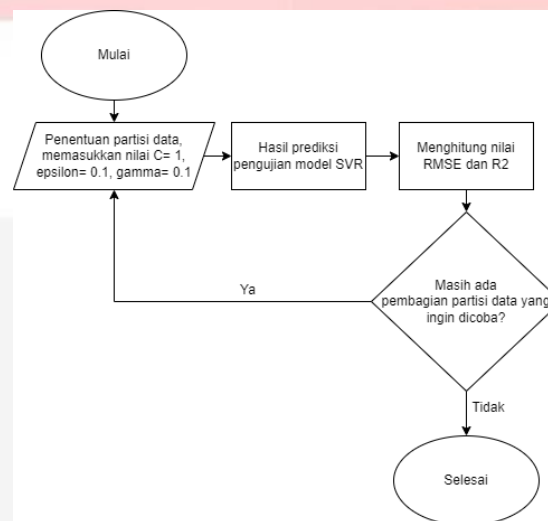 Mulai
Penentuan partisi data,
memasukkan nilai C= 1,
epsilon= 0.1, gamma= 0.1
Hasil prediksi
pengujian model SVR
Menghitung nilai
RMSE dan R2
Masih ada
pembagian partisi data yang
ingin dicoba?
Ya
Tidak
Selesai